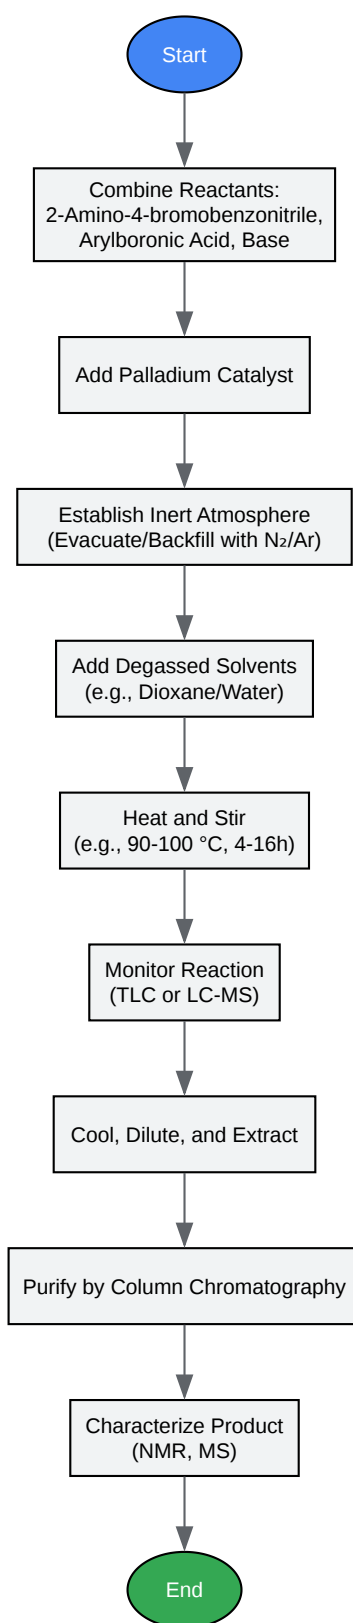 Start
Combine Reactants:
2-Amino-4-bromobenzonitrile,
Arylboronic Acid, Base
Add Palladium Catalyst
Establish Inert Atmosphere
(Evacuate/Backfill with N₂/Ar)
Add Degassed Solvents
(e.g., Dioxane/Water)
Heat and Stir
(e.g., 90-100 °C, 4-16h)
Monitor Reaction
(TLC or LC-MS)
Cool, Dilute, and Extract
Purify by Column Chromatography
Characterize Product
(NMR, MS)
End